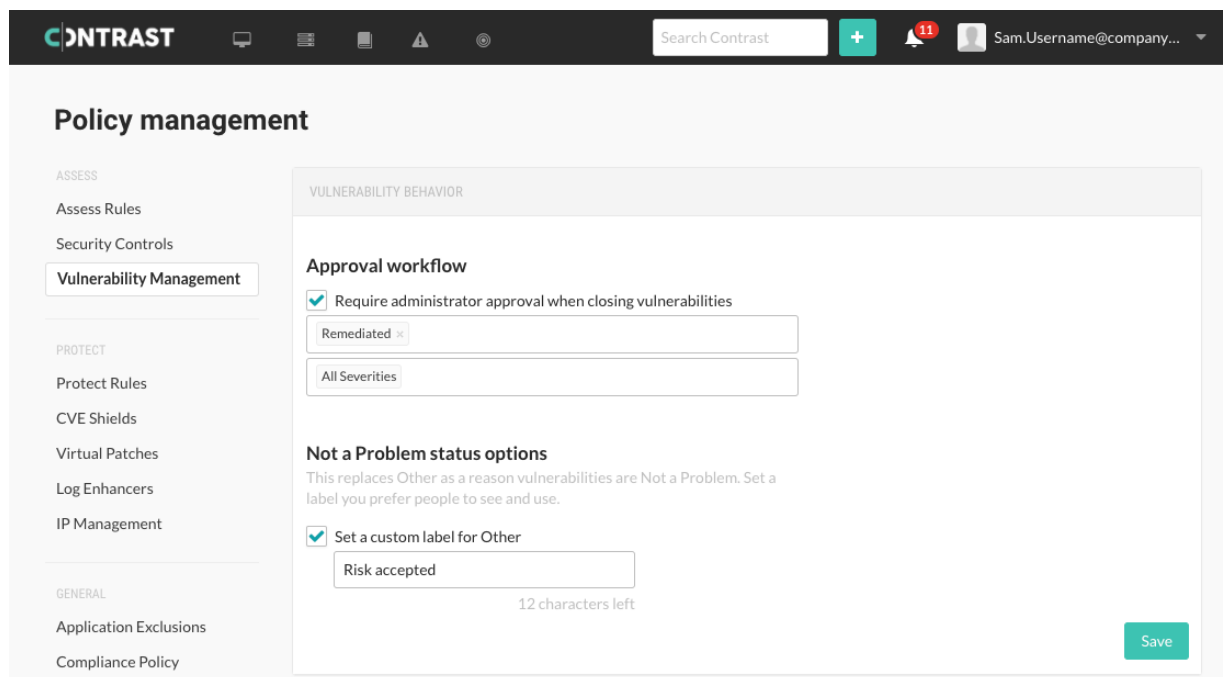 CONTRAST
Search Contrast
+
11
Sam.Username@company...
Policy management
ASSESS
Assess Rules
Security Controls
Vulnerability Management
PROTECT
Protect Rules
CVE Shields
Virtual Patches
Log Enhancers
IP Management
GENERAL
Application Exclusions
Compliance Policy
VULNERABILITY BEHAVIOR
Approval workflow
Require administrator approval when closing vulnerabilities
Remediated ×
All Severities
Not a Problem status options
This replaces Other as a reason vulnerabilities are Not a Problem. Set a
label you prefer people to see and use.
Set a custom label for Other
Risk accepted
12 characters left
Save